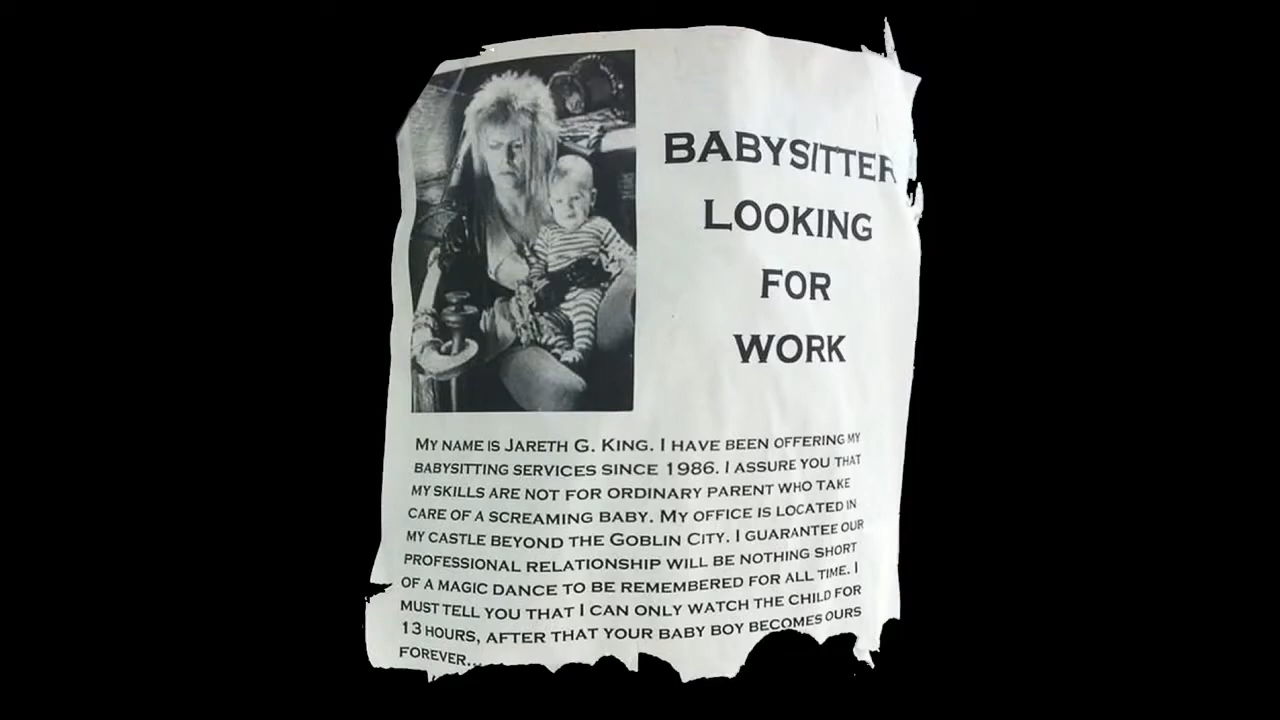 BABYSITTER
LOOKING
FOR
WORK
MY NAME IS JARETH G. KING. I HAVE BEEN OFFERING MY
BABYSITTING SERVICES SINCE 1986. I ASSURE YOU THAT
MY SKILLS ARE NOT FOR ORDINARY PARENT WHO TAKE
CARE OF A SCREAMING BABY. MY OFFICE IS LOCATED IN
MY CASTLE BEYOND THE GOBLIN CITY. I GUARANTEE OUR
PROFESSIONAL RELATIONSHIP WILL BE NOTHING SHORT
OF A MAGIC DANCE TO BE REMEMBERED FOR ALL TIME. I
MUST TELL YOU THAT I CAN ONLY WATCH THE CHILD FOR
13 HOURS, AFTER THAT YOUR BABY BOY BECOMES OURS
FOREVER...